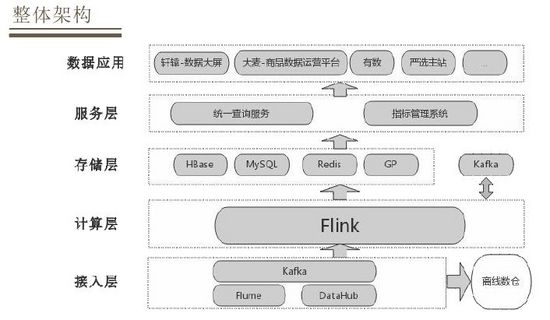 整体架构
数据应用
轩辕-数据大屏
大麦-商品数据运营平台
有数
严选主站
...
服务层
统一查询服务
指标管理系统
存储层
HBase
MySQL
Redis
GP
Kafka
计算层
Flink
接入层
Kafka
Flume
DataHub
离线数仓